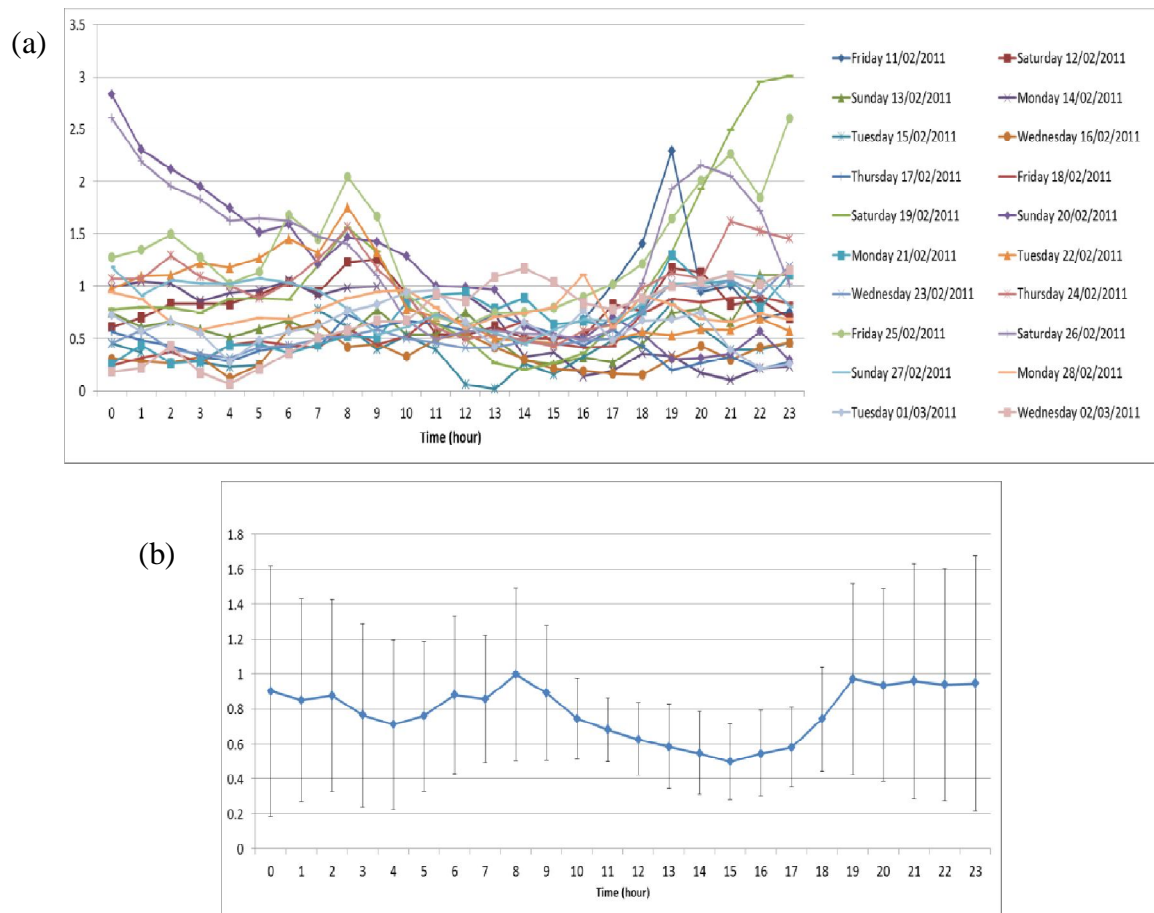 (a)
3.5
3
2.5
2
1.5
1
0.5
0
0 1 2 3 4 5 6 7 8 9 10 11 12 13 14 15 16 17 18 19 20 21 22 23
Time (hour)
Friday 11/02/2011 Saturday 12/02/2011
Sunday 13/02/2011 Monday 14/02/2011
Tuesday 15/02/2011 Wednesday 16/02/2011
Thursday 17/02/2011 Friday 18/02/2011
Saturday 19/02/2011 Sunday 20/02/2011
Monday 21/02/2011 Tuesday 22/02/2011
Wednesday 23/02/2011 Thursday 24/02/2011
Friday 25/02/2011 Saturday 26/02/2011
Sunday 27/02/2011 Monday 28/02/2011
Tuesday 01/03/2011 Wednesday 02/03/2011
(b)
1.8
1.6
1.4
1.2
1
0.8
0.6
0.4
0.2
0
0 1 2 3 4 5 6 7 8 9 10 11 12 13 14 15 16 17 18 19 20 21 22 23
Time (hour)